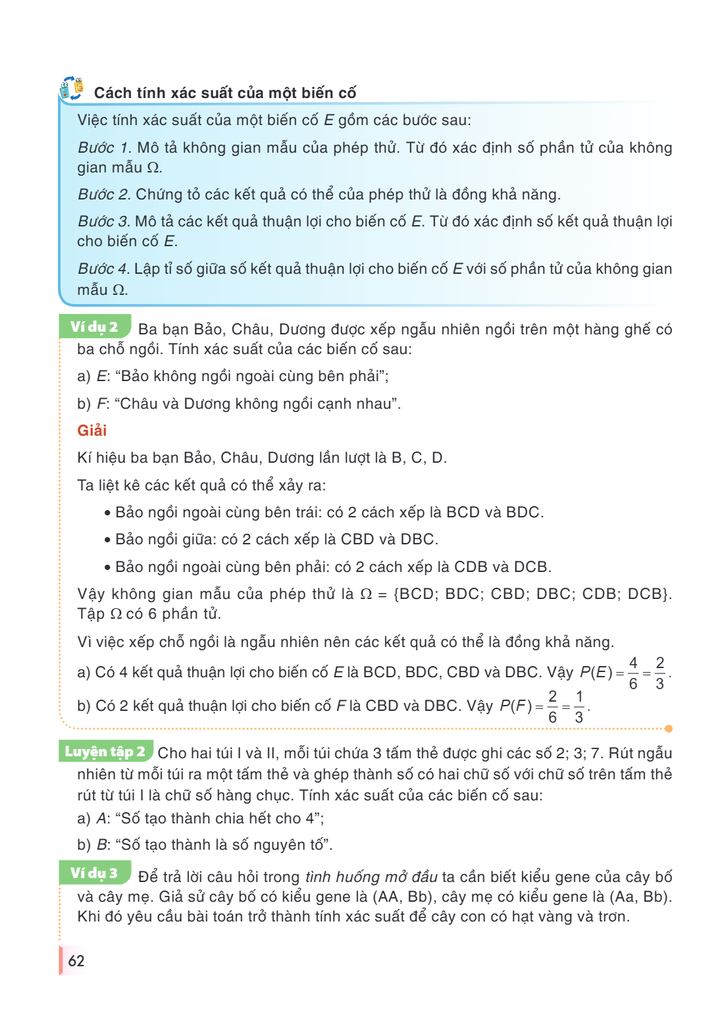 Cách tính xác suất của một biến cố
Việc tính xác suất của một biến cố E gồm các bước sau:
Bước 1. Mô tả không gian mẫu của phép thử. Từ đó xác định số phần tử của không
gian mẫu Ω.
Bước 2. Chứng tỏ các kết quả có thể của phép thử là đồng khả năng.
Bước 3. Mô tả các kết quả thuận lợi cho biến cố E. Từ đó xác định số kết quả thuận lợi
cho biến cố E.
Bước 4. Lập tỉ số giữa số kết quả thuận lợi cho biến cố E với số phần tử của không gian
mẫu Ω.
Ví dụ 2 Ba bạn Bảo, Châu, Dương được xếp ngẫu nhiên ngồi trên một hàng ghế có
ba chỗ ngồi. Tính xác suất của các biến cố sau:
a) E: “Bảo không ngồi ngoài cùng bên phải”;
b) F: “Châu và Dương không ngồi cạnh nhau”.
Giải
Kí hiệu ba bạn Bảo, Châu, Dương lần lượt là B, C, D.
Ta liệt kê các kết quả có thể xảy ra:
• Bảo ngồi ngoài cùng bên trái: có 2 cách xếp là BCD và BDC.
• Bảo ngồi giữa: có 2 cách xếp là CBD và DBC.
• Bảo ngồi ngoài cùng bên phải: có 2 cách xếp là CDB và DCB.
Vậy không gian mẫu của phép thử là Ω = {BCD; BDC; CBD; DBC; CDB; DCB}.
Tập Ω có 6 phần tử.
Vì việc xếp chỗ ngồi là ngẫu nhiên nên các kết quả có thể là đồng khả năng.
a) Có 4 kết quả thuận lợi cho biến cố E là BCD, BDC, CBD và DBC. Vậy P(E) = 4/6 = 2/3.
b) Có 2 kết quả thuận lợi cho biến cố F là CBD và DBC. Vậy P(F) = 2/6 = 1/3.
Luyện tập 2 Cho hai túi I và II, mỗi túi chứa 3 tấm thẻ được ghi các số 2; 3; 7. Rút ngẫu
nhiên từ mỗi túi ra một tấm thẻ và ghép thành số có hai chữ số với chữ số trên tấm thẻ
rút từ túi I là chữ số hàng chục. Tính xác suất của các biến cố sau:
a) A: “Số tạo thành chia hết cho 4”;
b) B: “Số tạo thành là số nguyên tố”.
Ví dụ 3 Để trả lời câu hỏi trong tình huống mở đầu ta cần biết kiểu gene của cây bố
và cây mẹ. Giả sử cây bố có kiểu gene là (AA, Bb), cây mẹ có kiểu gene là (Aa, Bb).
Khi đó yêu cầu bài toán trở thành tính xác suất để cây con có hạt vàng và trơn.
62